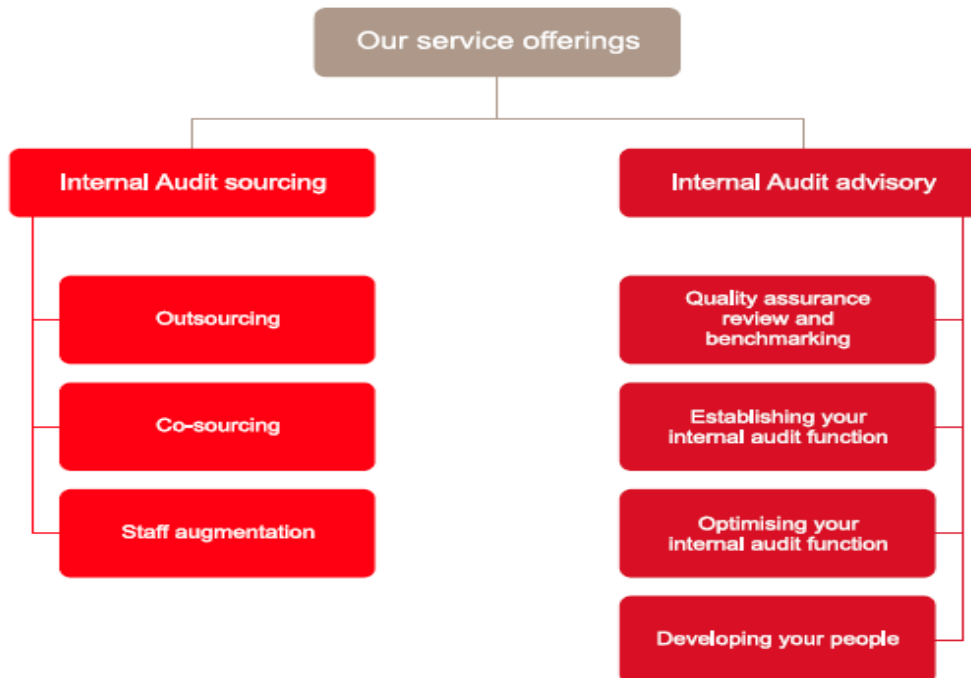 Our service offerings
Internal Audit sourcing
Outsourcing
Co-sourcing
Staff augmentation
Internal Audit advisory
Quality assurance
review and
benchmarking
Establishing your
internal audit function
Optimising your
internal audit function
Developing your people